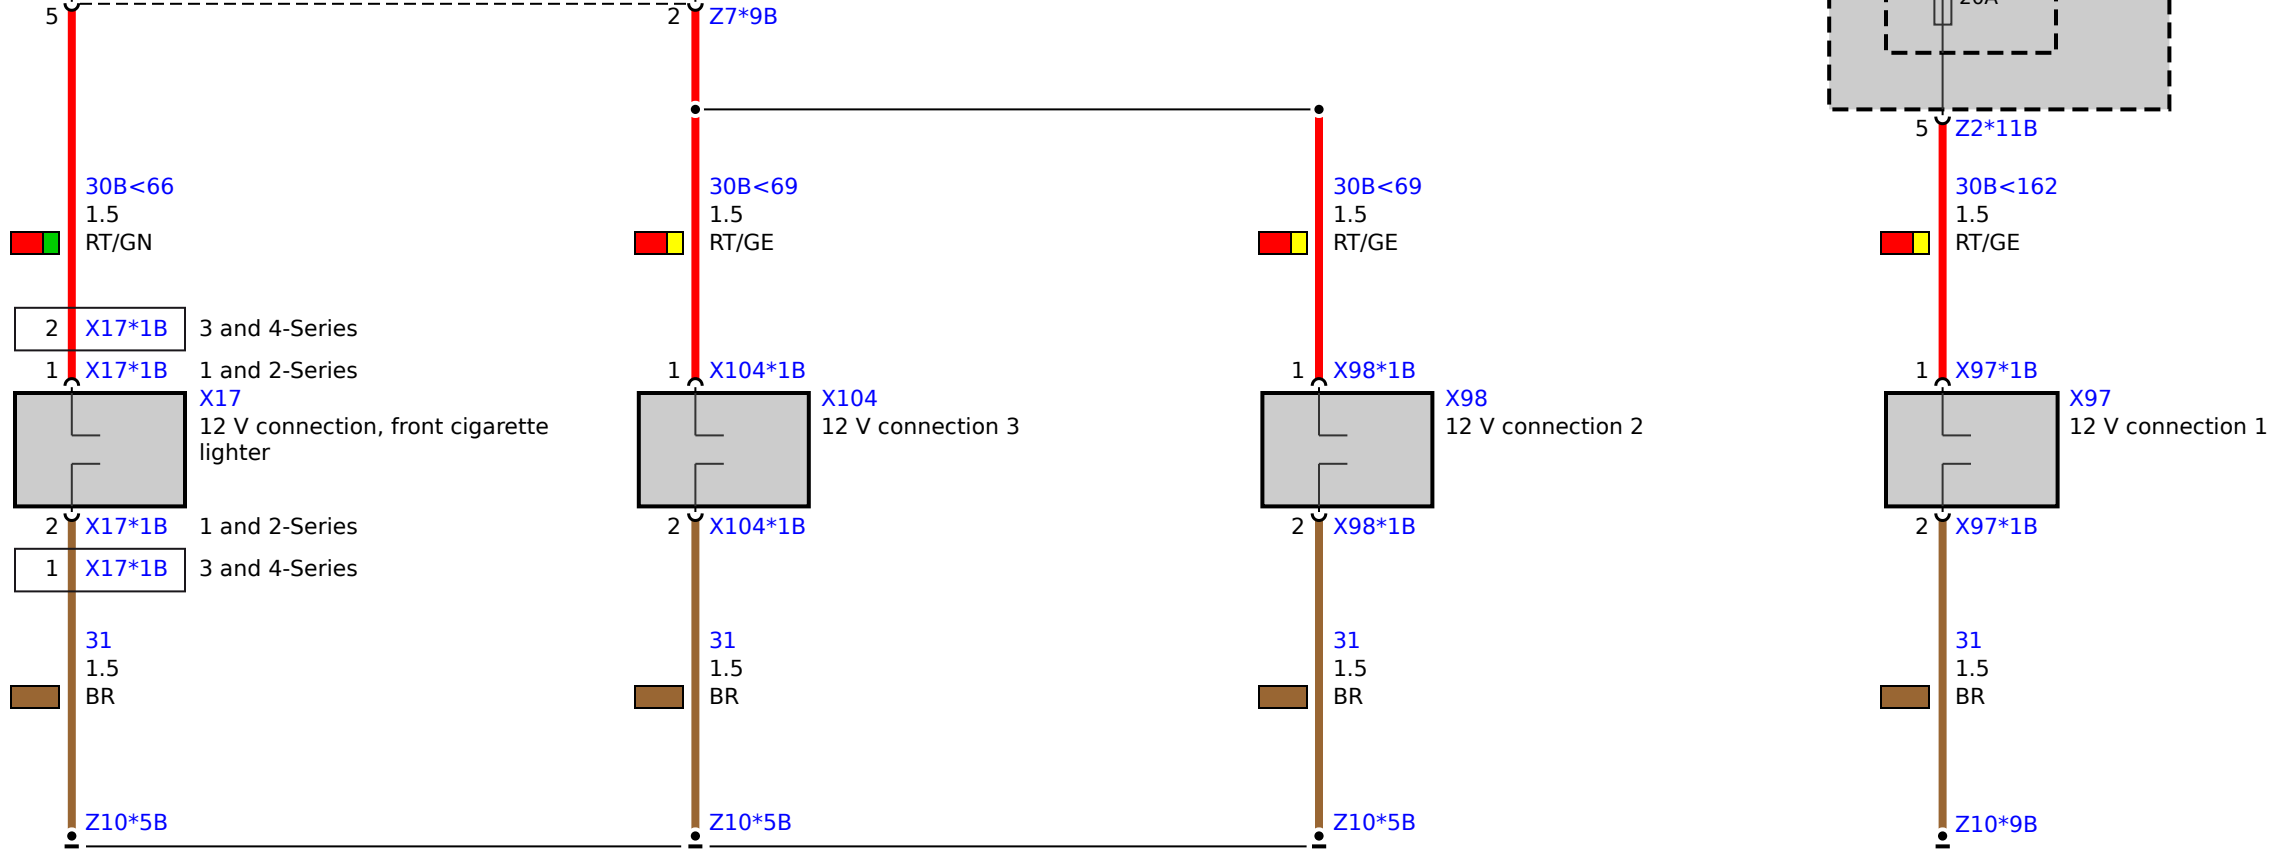 5
2 Z7*9B
20A
5 Z2*11B
30B<66
1.5
RT/GN
30B<69
1.5
RT/GE
30B<69
1.5
RT/GE
30B<162
1.5
RT/GE
2 X17*1B 3 and 4-Series
1 X17*1B 1 and 2-Series
1 X104*1B
1 X98*1B
1 X97*1B
X17
12 V connection, front cigarette
lighter
X104
12 V connection 3
X98
12 V connection 2
X97
12 V connection 1
2 X17*1B 1 and 2-Series
1 X17*1B 3 and 4-Series
2 X104*1B
2 X98*1B
2 X97*1B
31
1.5
BR
31
1.5
BR
31
1.5
BR
31
1.5
BR
Z10*5B
Z10*5B
Z10*5B
Z10*9B